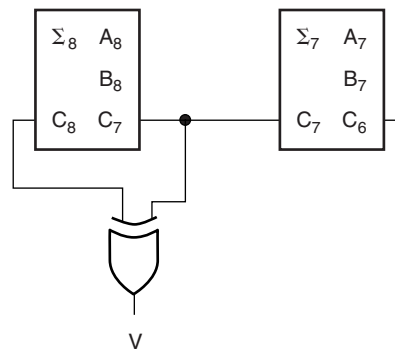 Σ₈ A₈
B₈
C₈ C₇
Σ₇ A₇
B₇
C₇ C₆
V